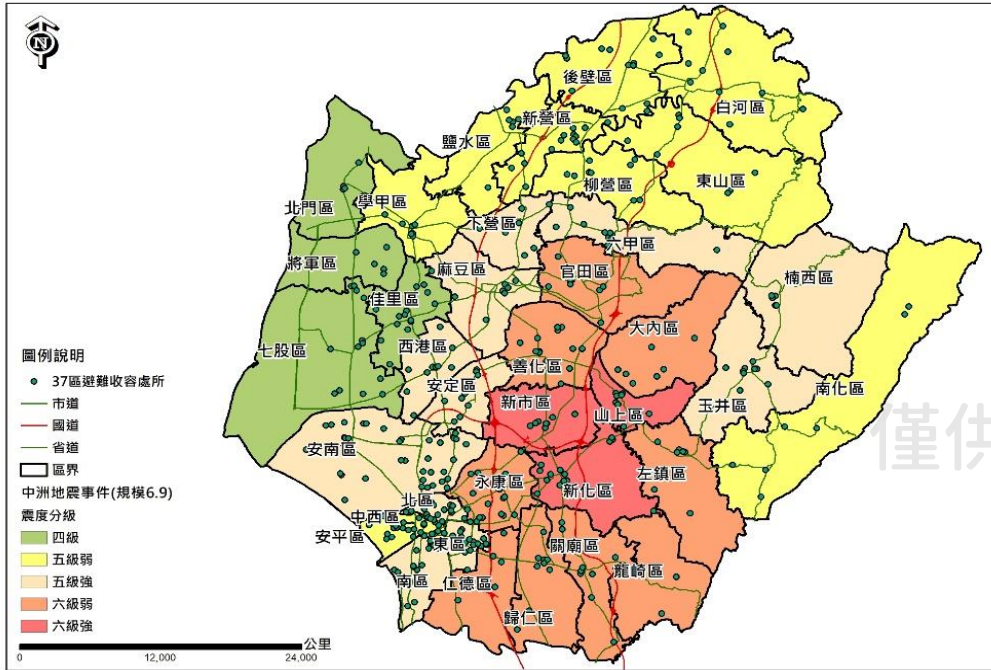 N
後壁區
白河區
新營區
鹽水區
柳營區
東山區
學甲區
北門區
下營區
六甲區
將軍區
麻豆區
官田區
楠西區
佳里區
大內區
七股區
西港區
善化區
南化區
安定區
玉井區
新市區
山上區
安南區
左鎮區
永康區
新化區
北區
中西區
安平區
東區
關廟區
龍崎區
南區
仁德區
歸仁區
圖例說明
37區避難收容處所
市道
國道
省道
區界
中洲地震事件(規模6.9)
震度分級
四級
五級弱
五級強
六級弱
六級強
公里
0 12,000 24,000
僅供